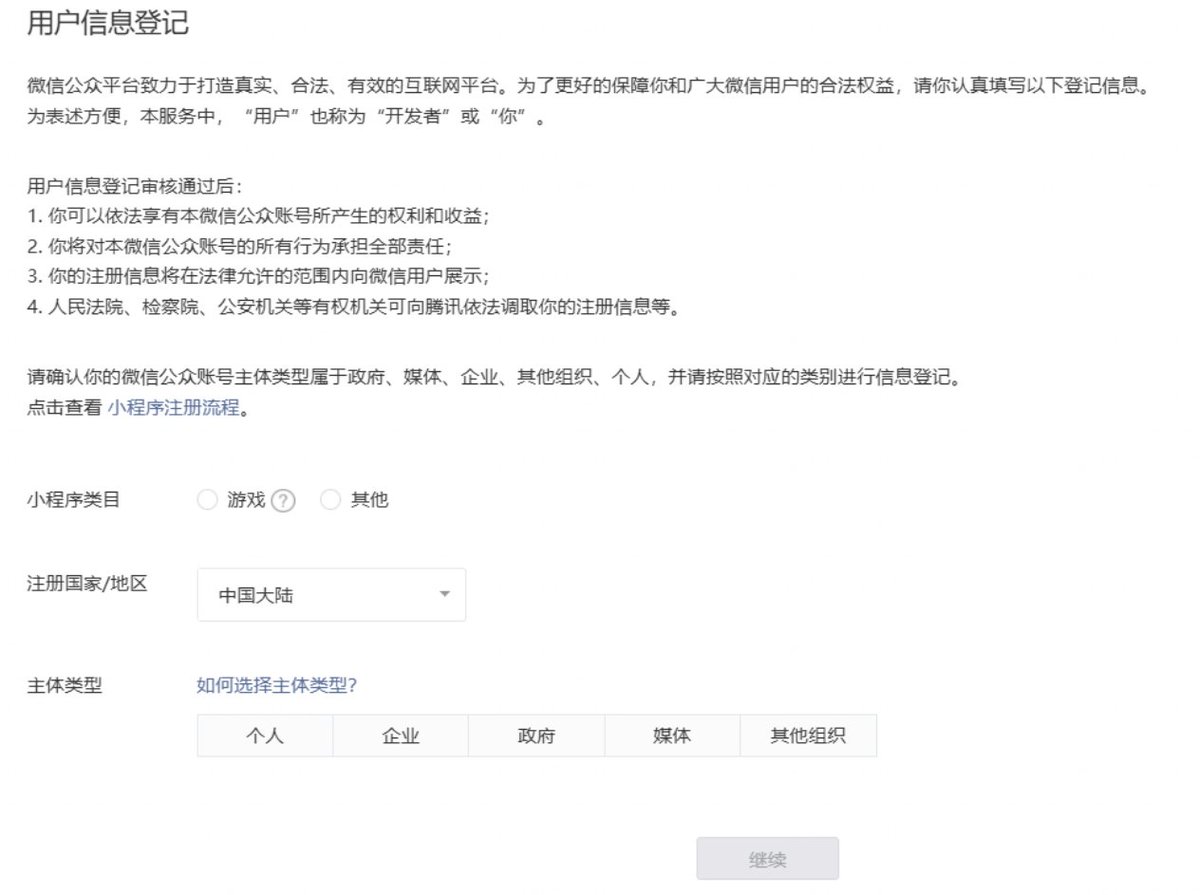 用户信息登记
微信公众平台致力于打造真实、合法、有效的互联网平台。为了更好的保障你和广大微信用户的合法权益，请你认真填写以下登记信息。
为表述方便，本服务中，“用户”也称为“开发者”或“你”。
用户信息登记审核通过后：
1. 你可以依法享有本微信公众账号所产生的权利和收益；
2. 你将对本微信公众账号的所有行为承担全部责任；
3. 你的注册信息将在法律允许的范围内向微信用户展示；
4. 人民法院、检察院、公安机关等有权机关可向腾讯依法调取你的注册信息等。
请确认你的微信公众账号主体类型属于政府、媒体、企业、其他组织、个人，并请按照对应的类别进行信息登记。
点击查看 小程序注册流程。
小程序类目 游戏 ? 其他
注册国家/地区 中国大陆
主体类型 如何选择主体类型?
个人 企业 政府 媒体 其他组织
继续